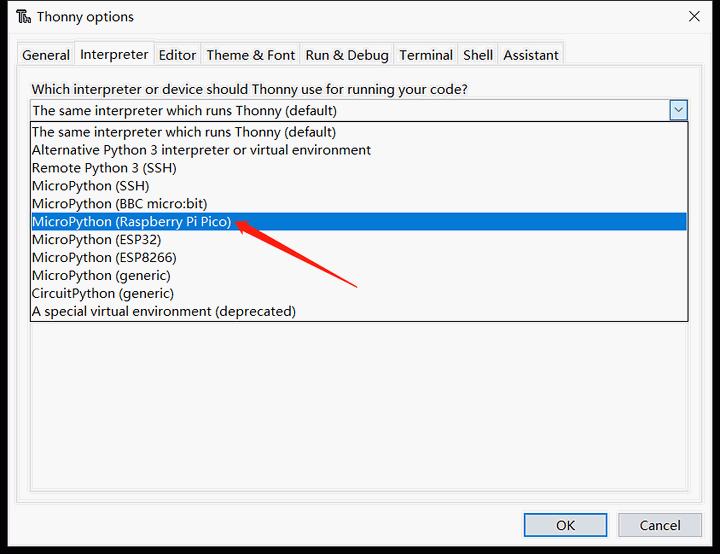 Thonny options
General Interpreter Editor Theme & Font Run & Debug Terminal Shell Assistant
Which interpreter or device should Thonny use for running your code?
The same interpreter which runs Thonny (default)
The same interpreter which runs Thonny (default)
Alternative Python 3 interpreter or virtual environment
Remote Python 3 (SSH)
MicroPython (SSH)
MicroPython (BBC micro:bit)
MicroPython (Raspberry Pi Pico)
MicroPython (ESP32)
MicroPython (ESP8266)
MicroPython (generic)
CircuitPython (generic)
A special virtual environment (deprecated)
OK Cancel